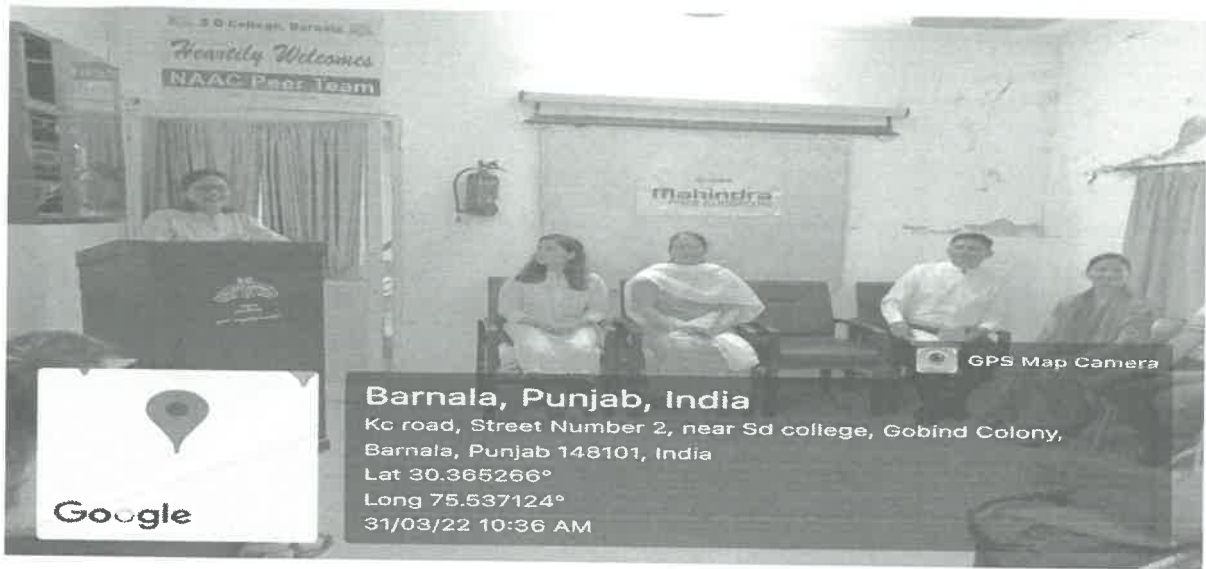 S D College, Barnala
Heartily Welcomes
NAAC Peer Team
Mahindra
GPS Map Camera
Barnala, Punjab, India
Kc road, Street Number 2, near Sd college, Gobind Colony,
Barnala, Punjab 148101, India
Lat 30.365266°
Long 75.537124°
31/03/22 10:36 AM
Google